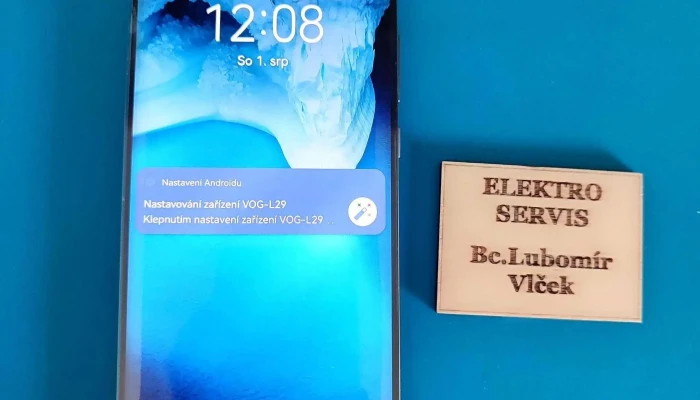 12:08
So 1. srp
Nastavení Androidu
Nastavování zařízení VOG-L29
Klepnutím nastavení zařízení VOG-L29 ...
ELEKTRO
SERVIS
Bc.Lubomír
Vlček